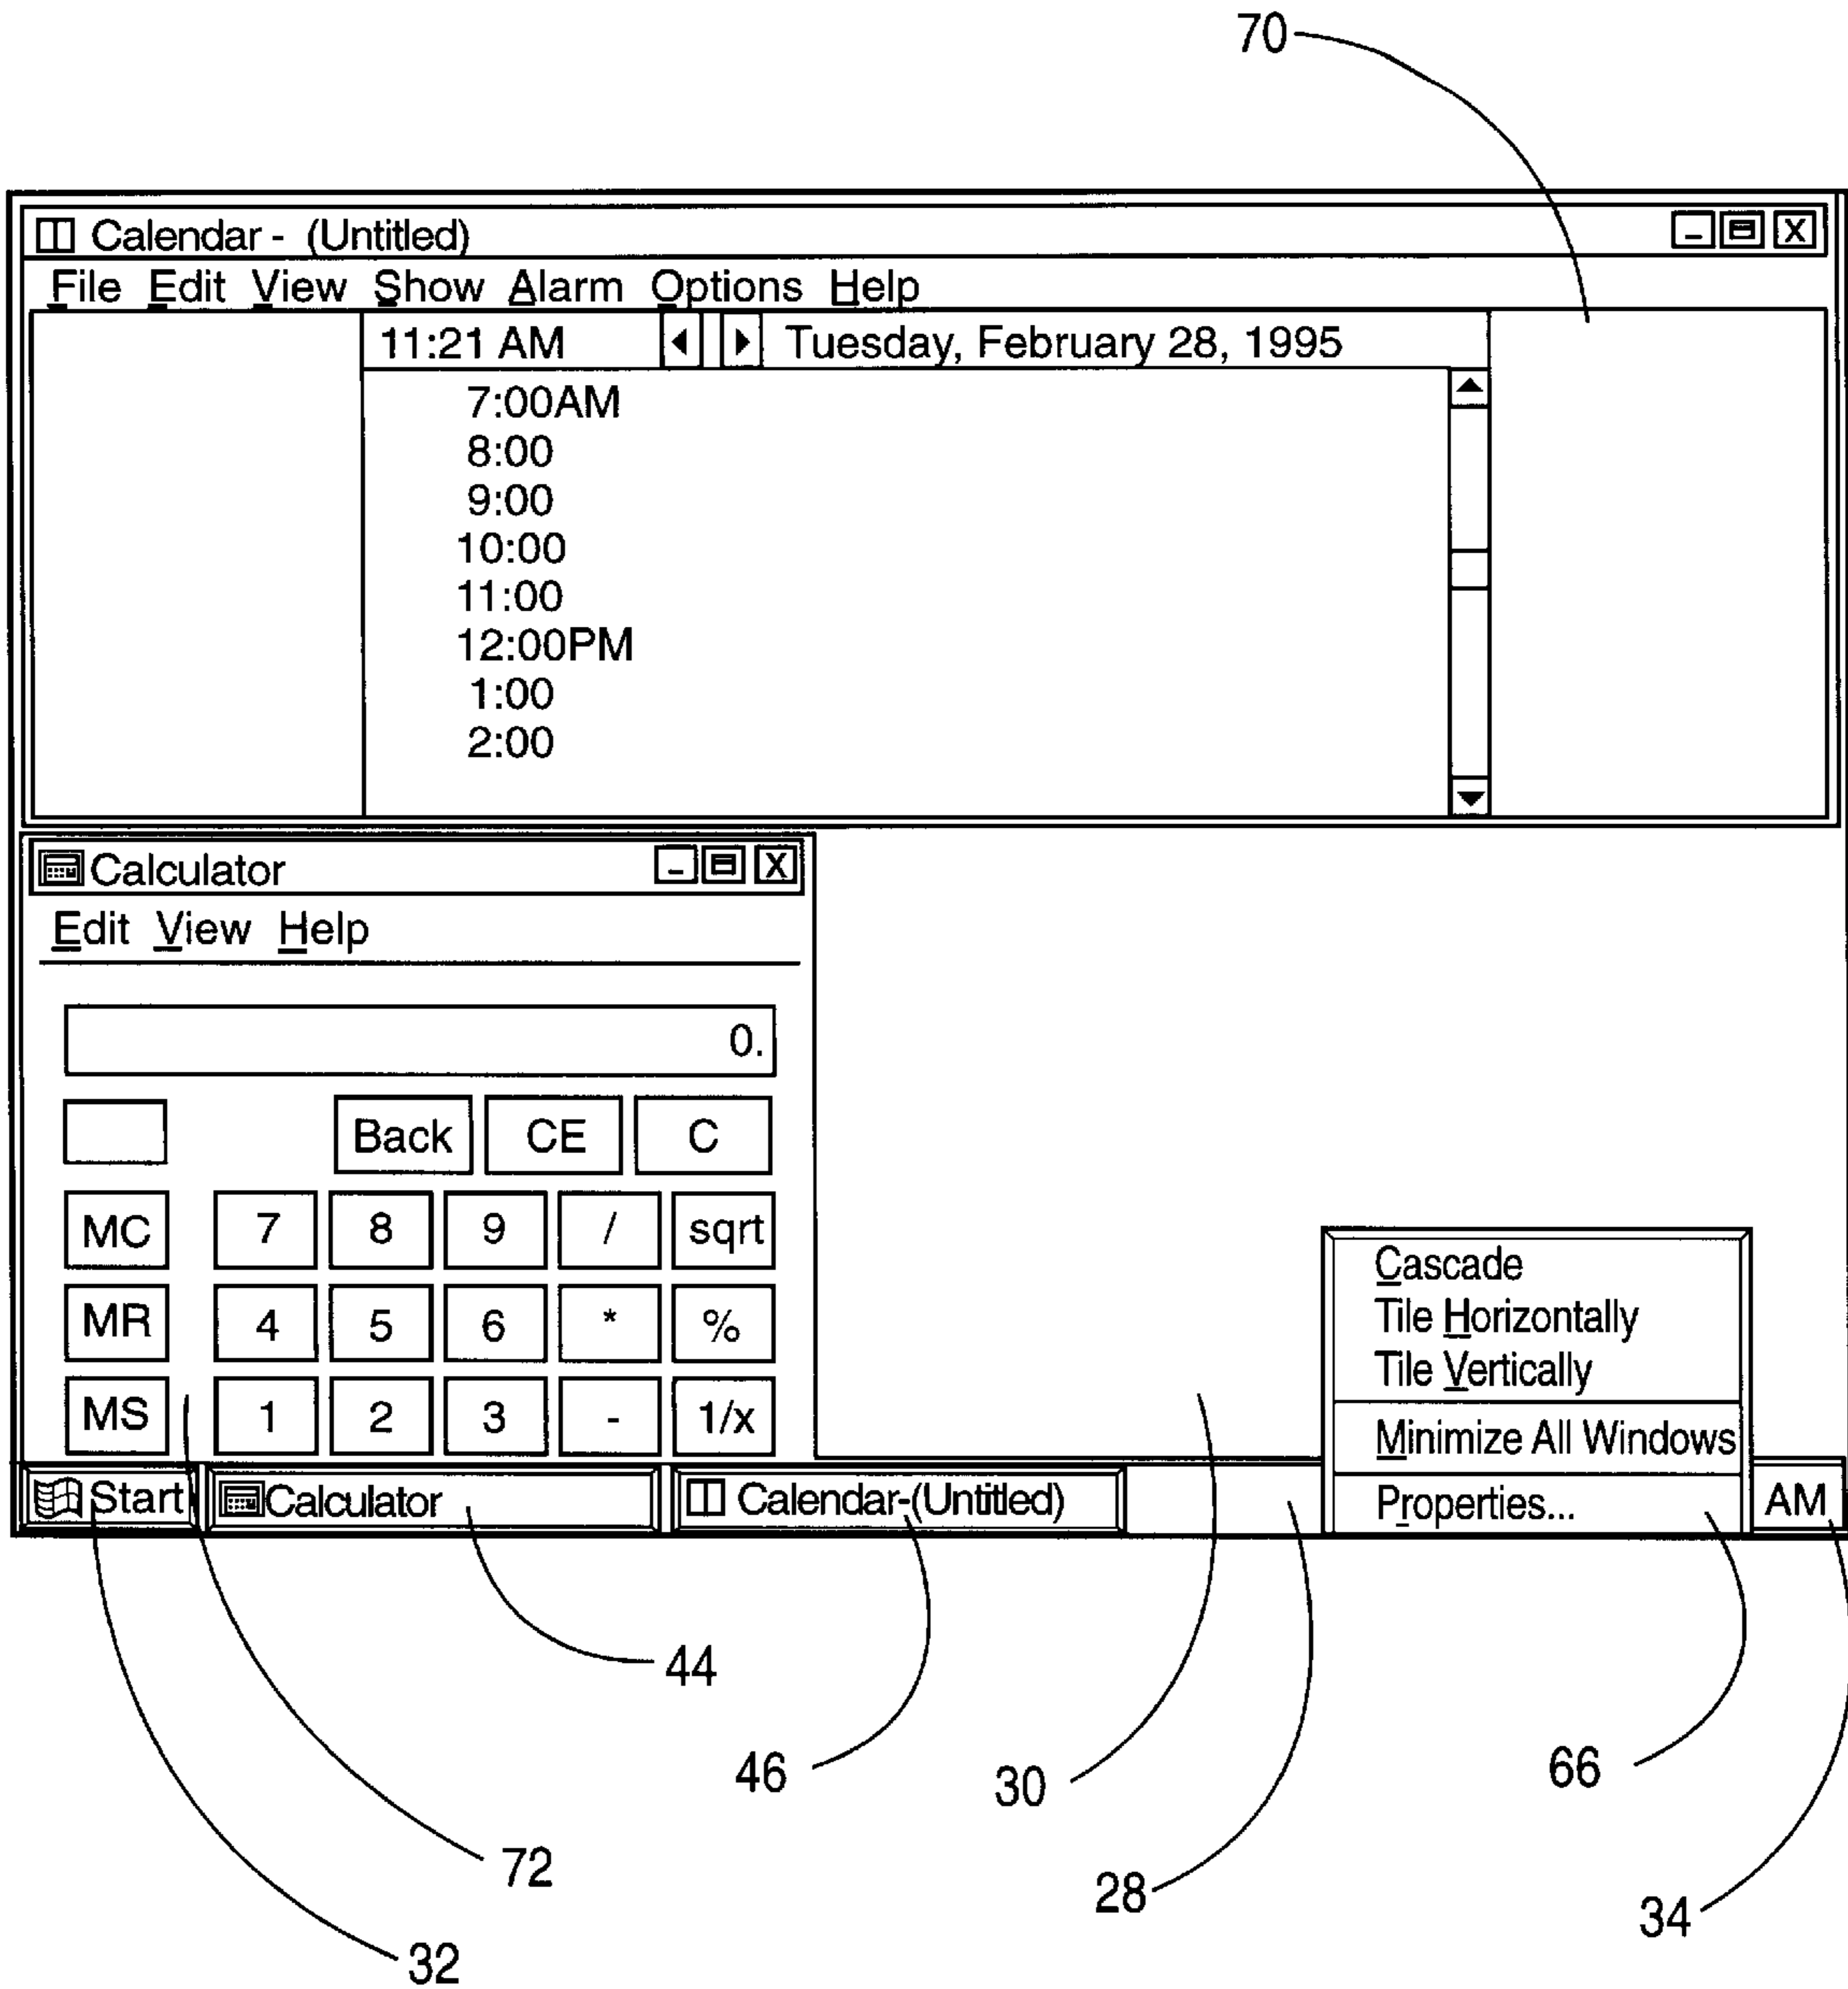 70
Calendar - (Untitled)
File Edit View Show Alarm Options Help
11:21 AM Tuesday, February 28, 1995
7:00AM
8:00
9:00
10:00
11:00
12:00PM
1:00
2:00
Calculator
Edit View Help
0.
Back CE C
MC 7 8 9 / sqrt
MR 4 5 6 * %
MS 1 2 3 - 1/x
Cascade
Tile Horizontally
Tile Vertically
Minimize All Windows
Properties...
Start Calculator Calendar-(Untitled) AM
44
46
30
66
72
28
34
32